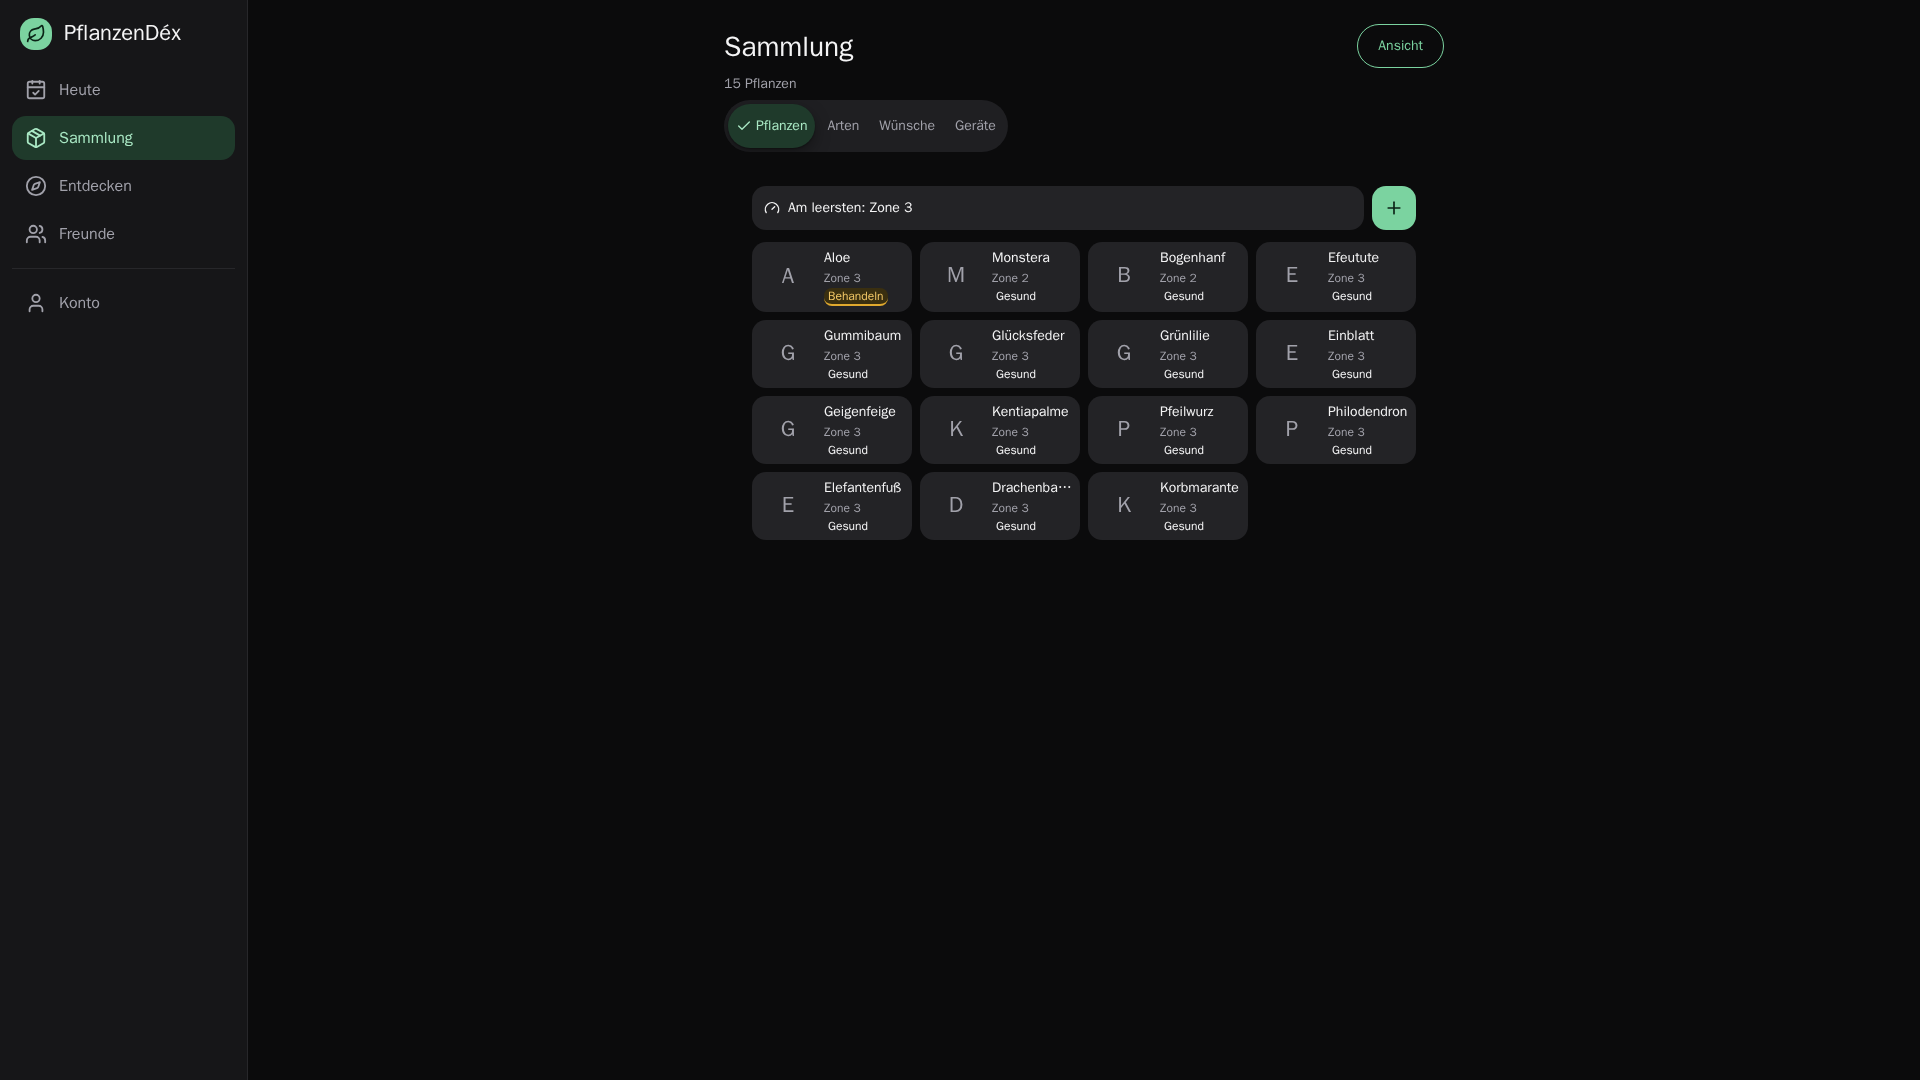 PflanzenDéx
Heute
Sammlung
Entdecken
Freunde
Konto
Sammlung
Ansicht
15 Pflanzen
Pflanzen Arten Wünsche Geräte
Am leersten: Zone 3
A
Aloe
Zone 3
Behandeln
M
Monstera
Zone 2
Gesund
B
Bogenhanf
Zone 2
Gesund
E
Efeutute
Zone 3
Gesund
G
Gummibaum
Zone 3
Gesund
G
Glücksfeder
Zone 3
Gesund
G
Grünlilie
Zone 3
Gesund
E
Einblatt
Zone 3
Gesund
G
Geigenfeige
Zone 3
Gesund
K
Kentiapalme
Zone 3
Gesund
P
Pfeilwurz
Zone 3
Gesund
P
Philodendron
Zone 3
Gesund
E
Elefantenfuß
Zone 3
Gesund
D
Drachenba…
Zone 3
Gesund
K
Korbmarante
Zone 3
Gesund